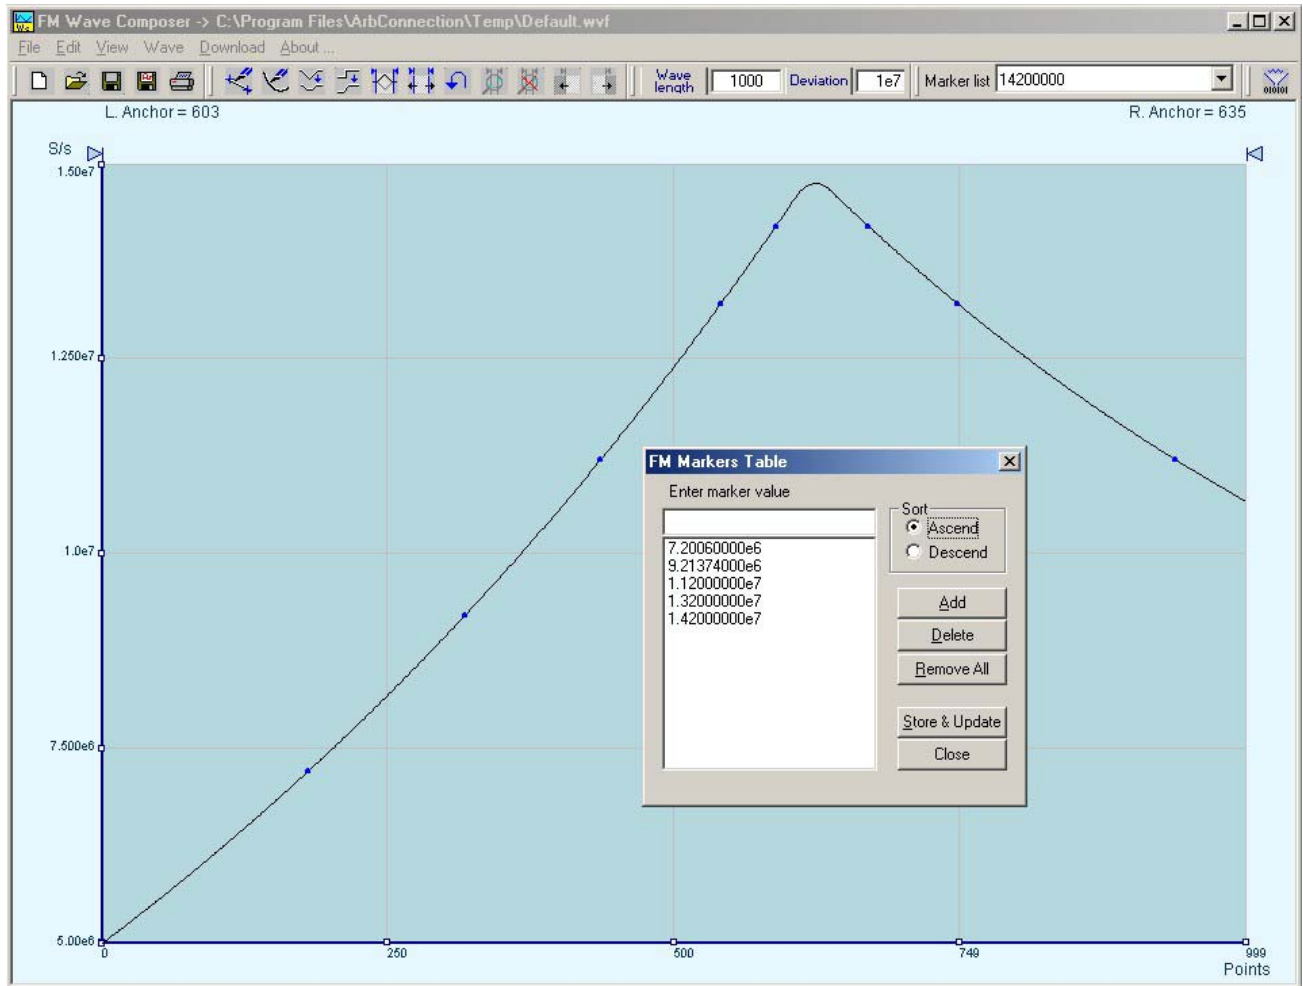 FM Wave Composer -> C:\Program Files\ArbConnection\Temp\Default.wvf
File Edit View Wave Download About ...
Wave length 1000 Deviation 1e7 Marker list 14200000
L. Anchor = 603 R. Anchor = 635
S/s
1.50e7
1.250e7
1.0e7
7.500e6
5.00e6
0 250 500 749 999
Points
FM Markers Table
Enter marker value
7.20060000e6
9.21374000e6
1.12000000e7
1.32000000e7
1.42000000e7
Sort
Ascend
Descend
Add
Delete
Remove All
Store & Update
Close